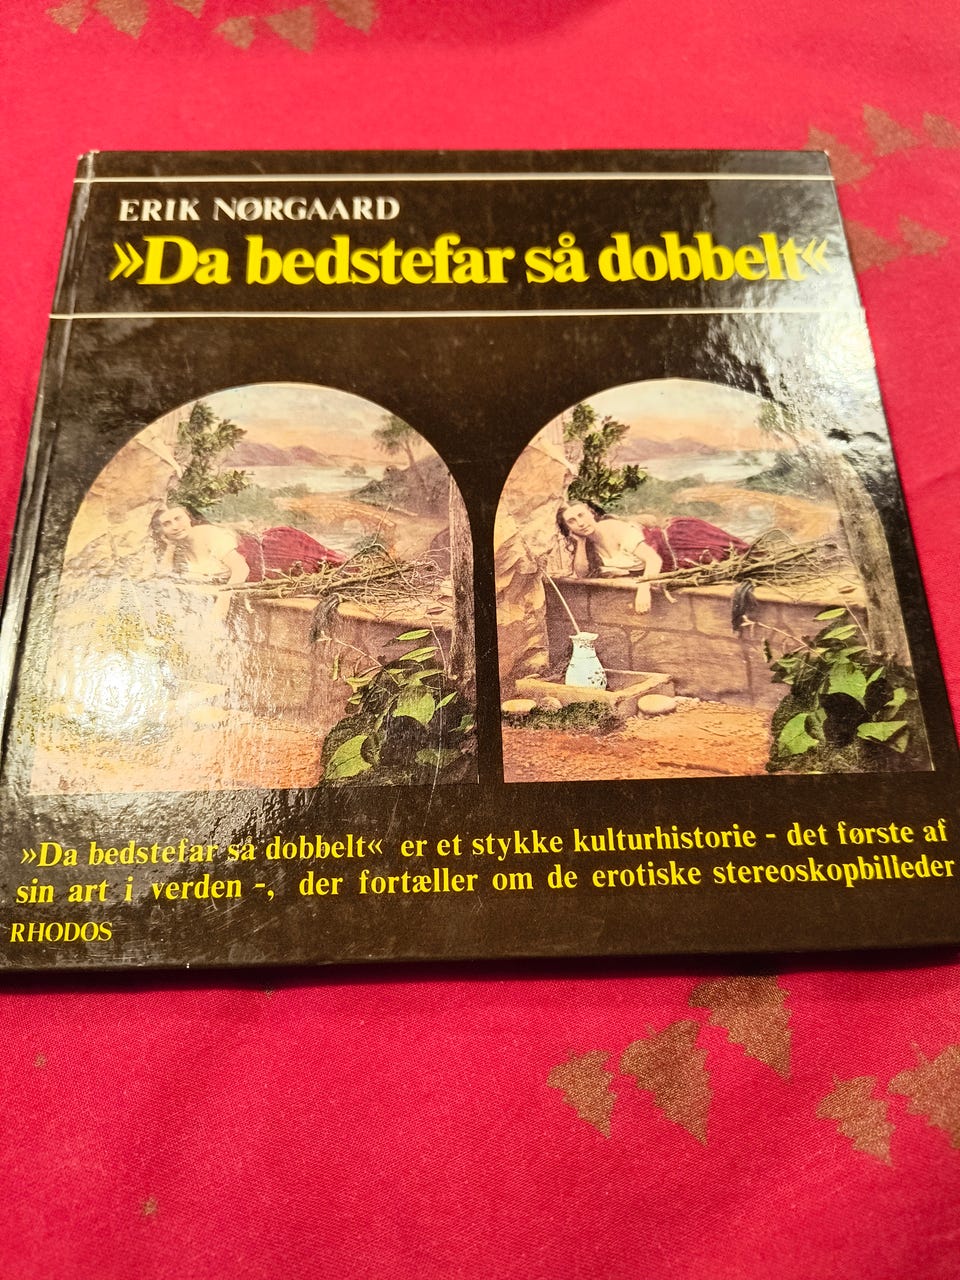 ERIK NØRGAARD
»Da bedstefar så dobbelt«
»Da bedstefar så dobbelt« er et stykke kulturhistorie - det første af
sin art i verden -, der fortæller om de erotiske stereoskopbilleder
RHODOS